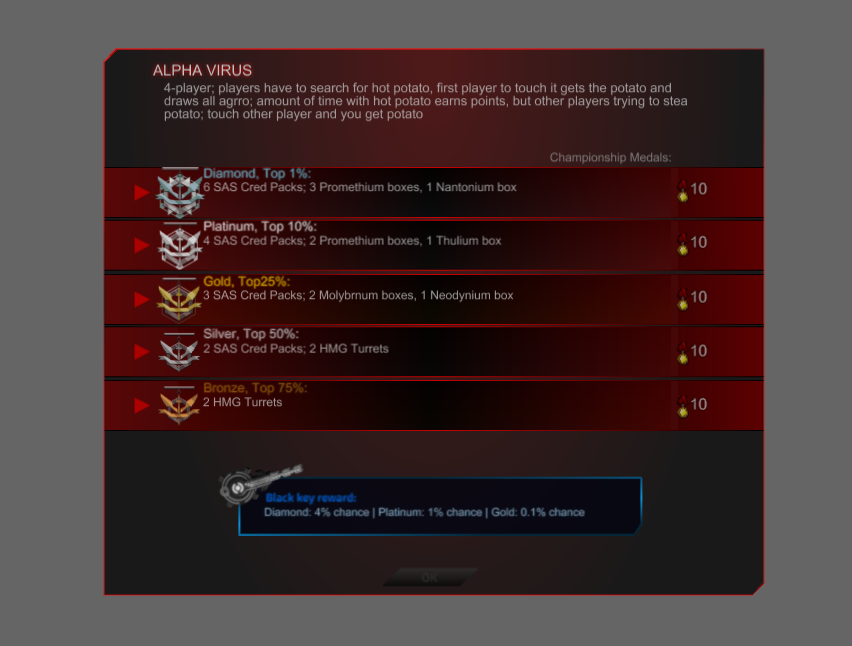 ALPHA VIRUS
4-player; players have to search for hot potato, first player to touch it gets the potato and
draws all agrro; amount of time with hot potato earns points, but other players trying to stea
potato; touch other player and you get potato
Championship Medals:
Diamond, Top 1%:
6 SAS Cred Packs; 3 Promethium boxes, 1 Nantonium box
10
Platinum, Top 10%:
4 SAS Cred Packs; 2 Promethium boxes, 1 Thulium box
10
Gold, Top25%:
3 SAS Cred Packs; 2 Molybrnum boxes, 1 Neodynium box
10
Silver, Top 50%:
2 SAS Cred Packs; 2 HMG Turrets
10
Bronze, Top 75%:
2 HMG Turrets
10
Black key reward:
Diamond: 4% chance | Platinum: 1% chance | Gold: 0.1% chance
OK